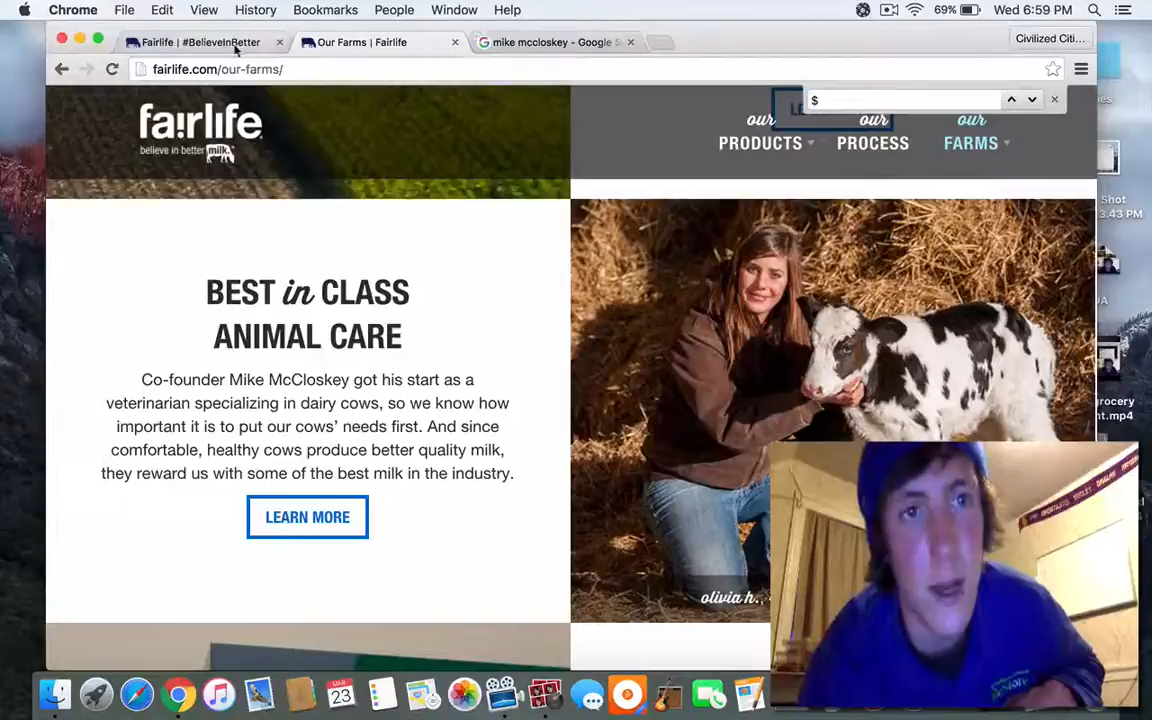 Chrome File Edit View History Bookmarks People Window Help
69% Wed 6:59 PM
Fairlife | #BelieveInBetter
Our Farms | Fairlife
mike mccloskey - Google S
Civilized Citi...
fairlife.com/our-farms/
$
fairlife
believe in better milk.
our PRODUCTS
our PROCESS
our FARMS
BEST in CLASS
ANIMAL CARE
Co-founder Mike McCloskey got his start as a
veterinarian specializing in dairy cows, so we know how
important it is to put our cows' needs first. And since
comfortable, healthy cows produce better quality milk,
they reward us with some of the best milk in the industry.
LEARN MORE
olivia h.,
Shot
3.43 PM
grocery
nt.mp4
MAR
23